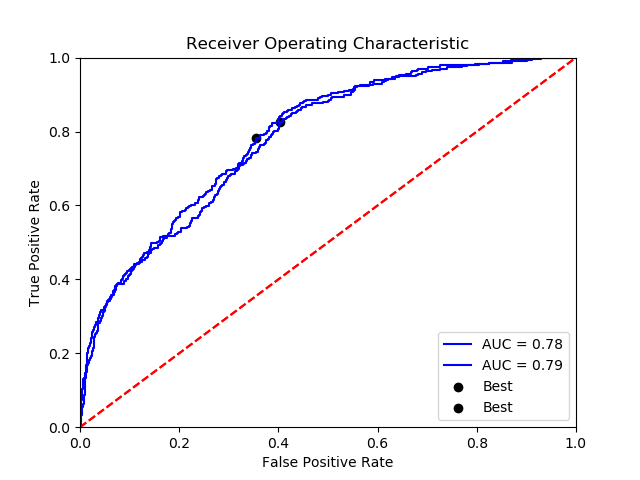 Receiver Operating Characteristic
True Positive Rate
1.0
0.8
0.6
0.4
0.2
0.0
0.0 0.2 0.4 0.6 0.8 1.0
False Positive Rate
AUC = 0.78
AUC = 0.79
Best
Best